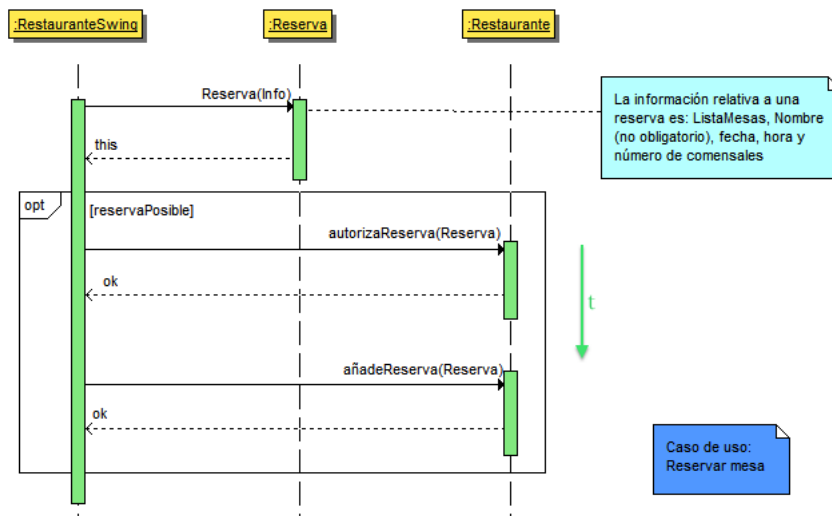 :RestauranteSwing
:Reserva
:Restaurante
Reserva(Info)
La información relativa a una
reserva es: ListaMesas, Nombre
(no obligatorio), fecha, hora y
número de comensales
this
opt
[reservaPosible]
autorizaReserva(Reserva)
ok
t
añadeReserva(Reserva)
ok
Caso de uso:
Reservar mesa